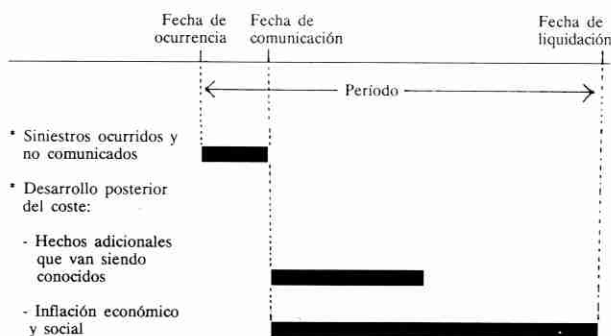 Fecha de
ocurrencia
Fecha de
comunicación
Fecha de
liquidación
Período
* Siniestros ocurridos y
no comunicados
* Desarrollo posterior
del coste:
- Hechos adicionales
que van siendo
conocidos
- Inflación económico
y social